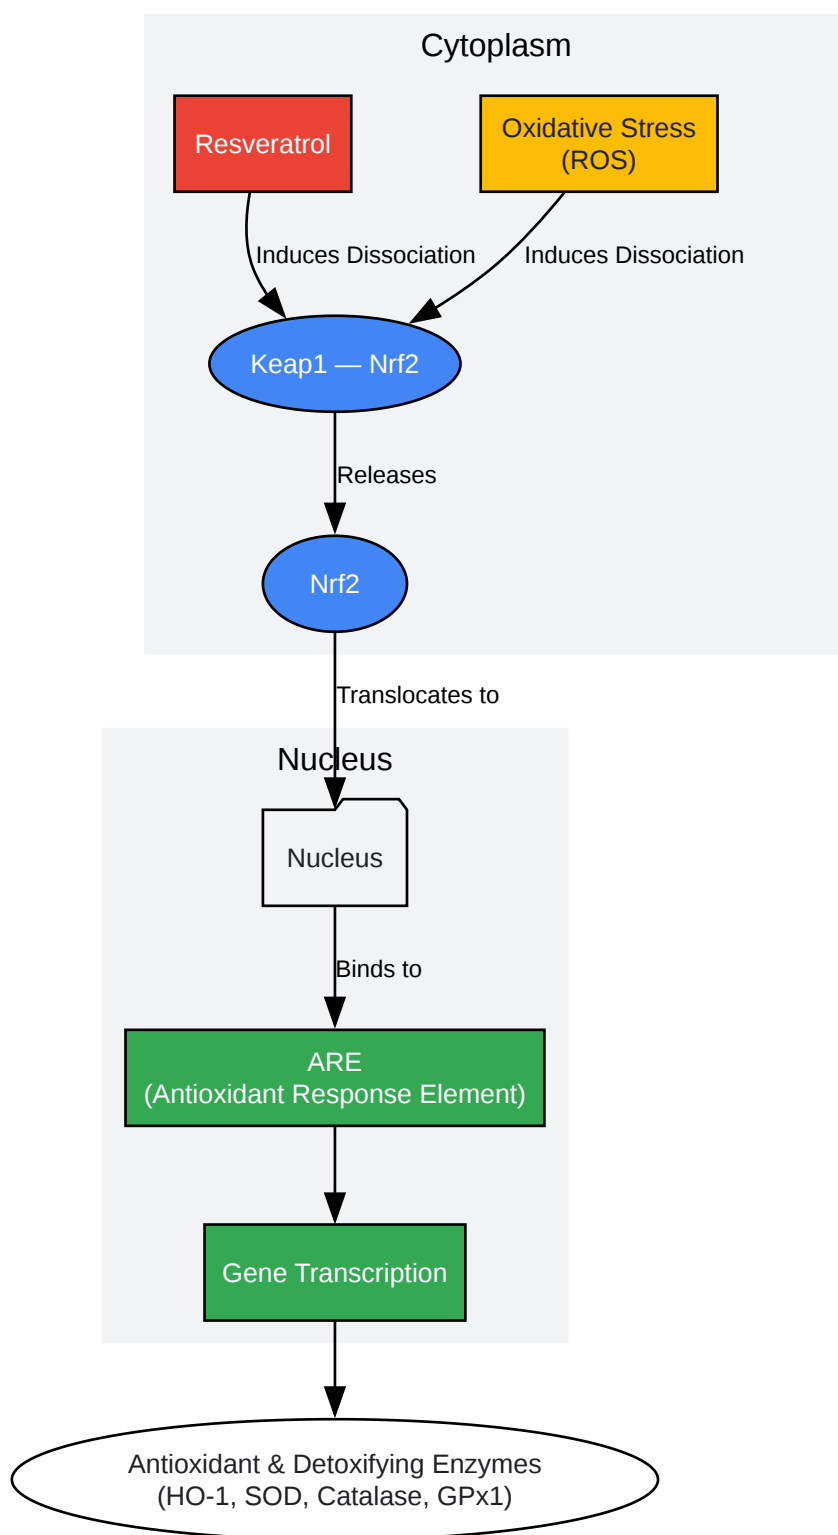 Cytoplasm
Resveratrol
Oxidative Stress
(ROS)
Induces Dissociation
Induces Dissociation
Keap1 — Nrf2
Releases
Nrf2
Translocates to
Nucleus
Nucleus
Binds to
ARE
(Antioxidant Response Element)
Gene Transcription
Antioxidant & Detoxifying Enzymes
(HO-1, SOD, Catalase, GPx1)